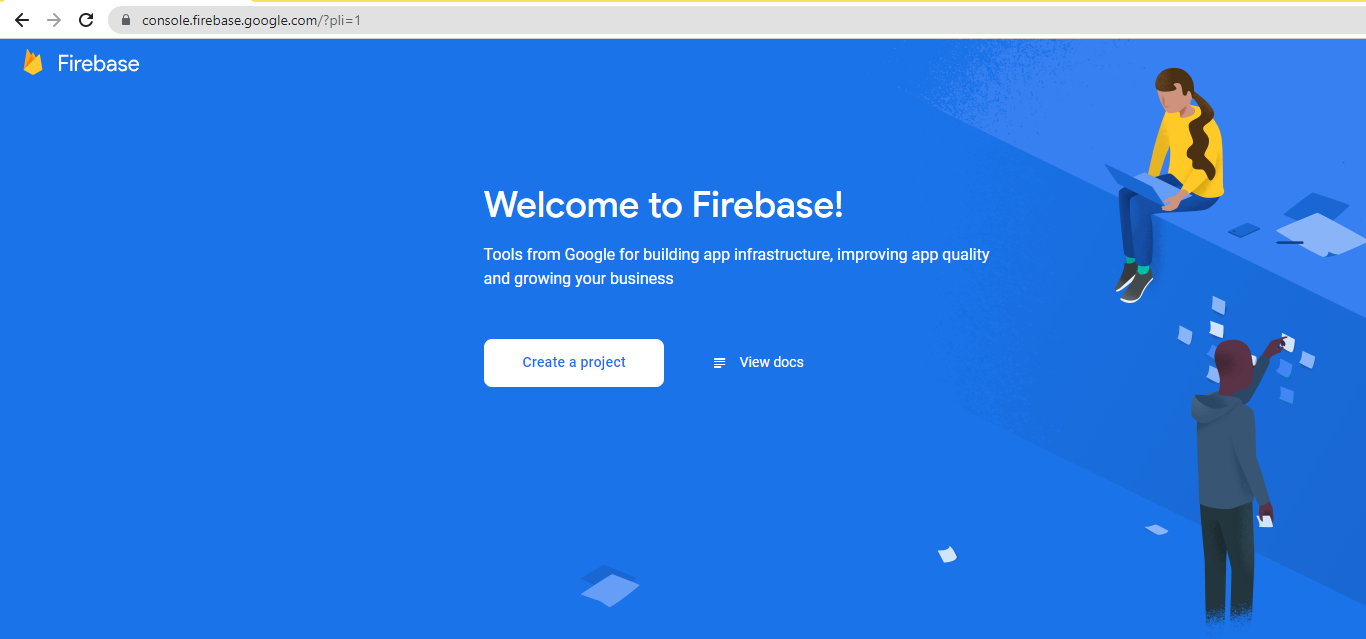 console.firebase.google.com/?pli=1
Firebase
Welcome to Firebase!
Tools from Google for building app infrastructure, improving app quality
and growing your business
Create a project
View docs